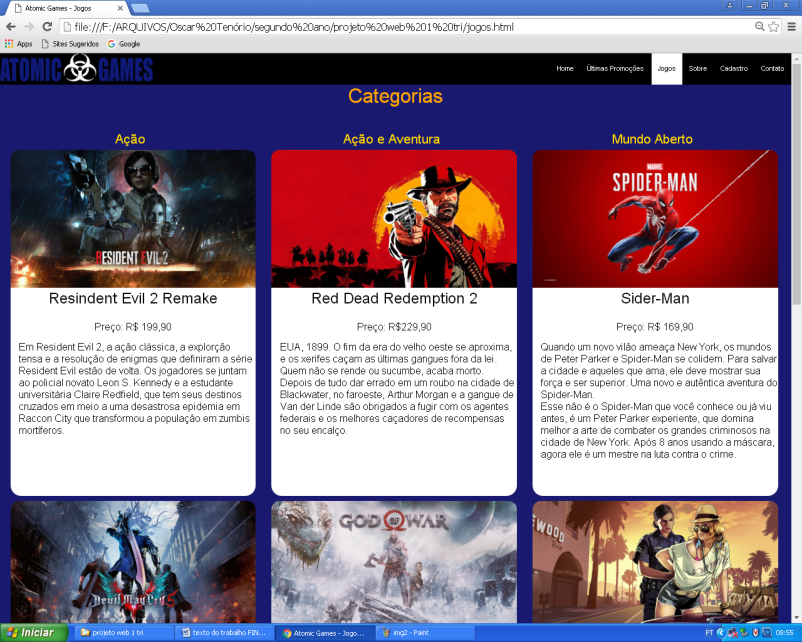 Atomic Games - Jogos
file:///F:/ARQUIVOS/Oscar%20Tenório/segundo%20ano/projeto%20web%201%20tri/jogos.html
Apps Sites Sugeridos Google
ATOMIC GAMES
Home Últimas Promoções Jogos Sobre Cadastro Contato
Categorias
Ação
RESIDENT EVIL 2
Resindent Evil 2 Remake
Preço: R$ 199,90
Em Resident Evil 2, a ação clássica, a explorção
tensa e a resolução de enigmas que definiram a série
Resident Evil estão de volta. Os jogadores se juntam
ao policial novato Leon S. Kennedy e a estudante
universitária Claire Redfield, que tem seus destinos
cruzados em meio a uma desastrosa epidemia em
Raccon City que transformou a população em zumbis
mortíferos.
Ação e Aventura
Red Dead Redemption 2
Preço: R$229,90
EUA, 1899. O fim da era do velho oeste se aproxima,
e os xerifes caçam as últimas gangues fora da lei.
Quem não se rende ou sucumbe, acaba morto.
Depois de tudo dar errado em um roubo na cidade de
Blackwater, no faroeste, Arthur Morgan e a gangue de
Van der Linde são obrigados a fugir com os agentes
federais e os melhores caçadores de recompensas
no seu encalço.
Mundo Aberto
MARVEL
SPIDER-MAN
Sider-Man
Preço: R$ 169,90
Quando um novo vilão ameaça New York, os mundos
de Peter Parker e Spider-Man se colidem. Para salvar
a cidade e aqueles que ama, ele deve mostrar sua
força e ser superior. Uma novo e autêntica aventura do
Spider-Man.
Esse não é o Spider-Man que você conhece ou já viu
antes, é um Peter Parker experiente, que domina
melhor a arte de combater os grandes criminosos na
cidade de New York. Após 8 anos usando a máscara,
agora ele é um mestre na luta contra o crime.
Devil May Cry 5
GOD OF WAR
WOOD
Iniciar projeto web 1 tri texto do trabalho FIN... Atomic Games - Jogo... img2 - Paint PT 08:55